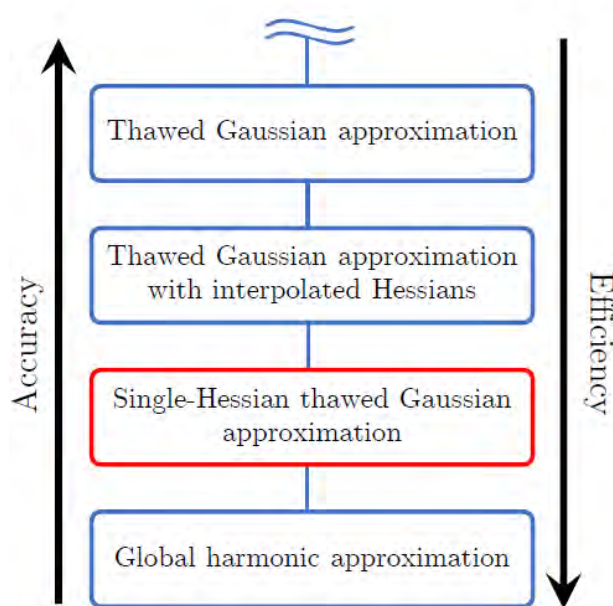 Thawed Gaussian approximation
Thawed Gaussian approximation
with interpolated Hessians
Single-Hessian thawed Gaussian
approximation
Global harmonic approximation
Accuracy
Efficiency